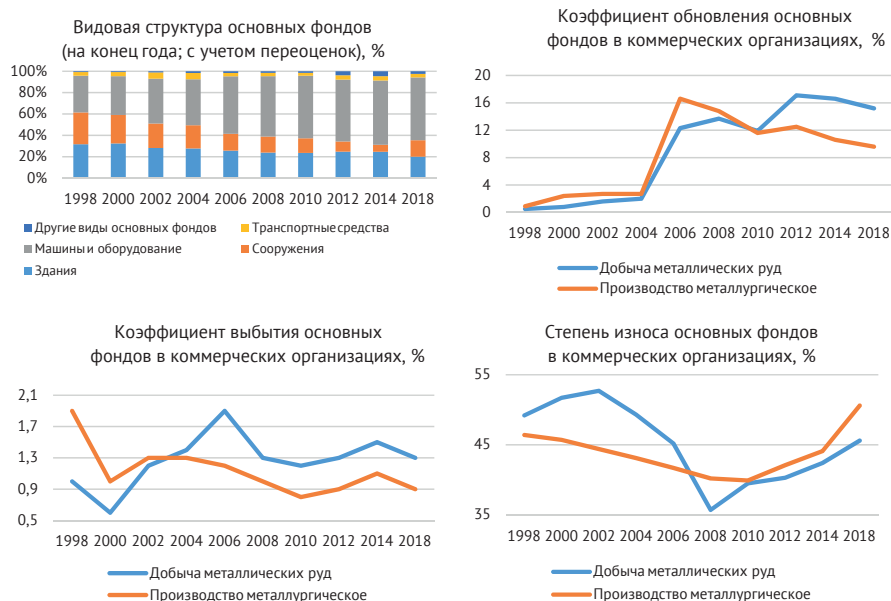 Видовая структура основных фондов
(на конец года; с учетом переоценок), %
100%
80%
60%
40%
20%
0%
1998 2000 2002 2004 2006 2008 2010 2012 2014 2018
Другие виды основных фондов Транспортные средства
Машины и оборудование Сооружения
Здания
Коэффициент обновления основных
фондов в коммерческих организациях, %
20
16
12
8
4
0
1998 2000 2002 2004 2006 2008 2010 2012 2014 2018
Добыча металлических руд
Производство металлургическое
Коэффициент выбытия основных
фондов в коммерческих организациях, %
2,1
1,7
1,3
0,9
0,5
1998 2000 2002 2004 2006 2008 2010 2012 2014 2018
Добыча металлических руд
Производство металлургическое
Степень износа основных фондов
в коммерческих организациях, %
55
45
35
1998 2000 2002 2004 2006 2008 2010 2012 2014 2018
Добыча металлических руд
Производство металлургическое